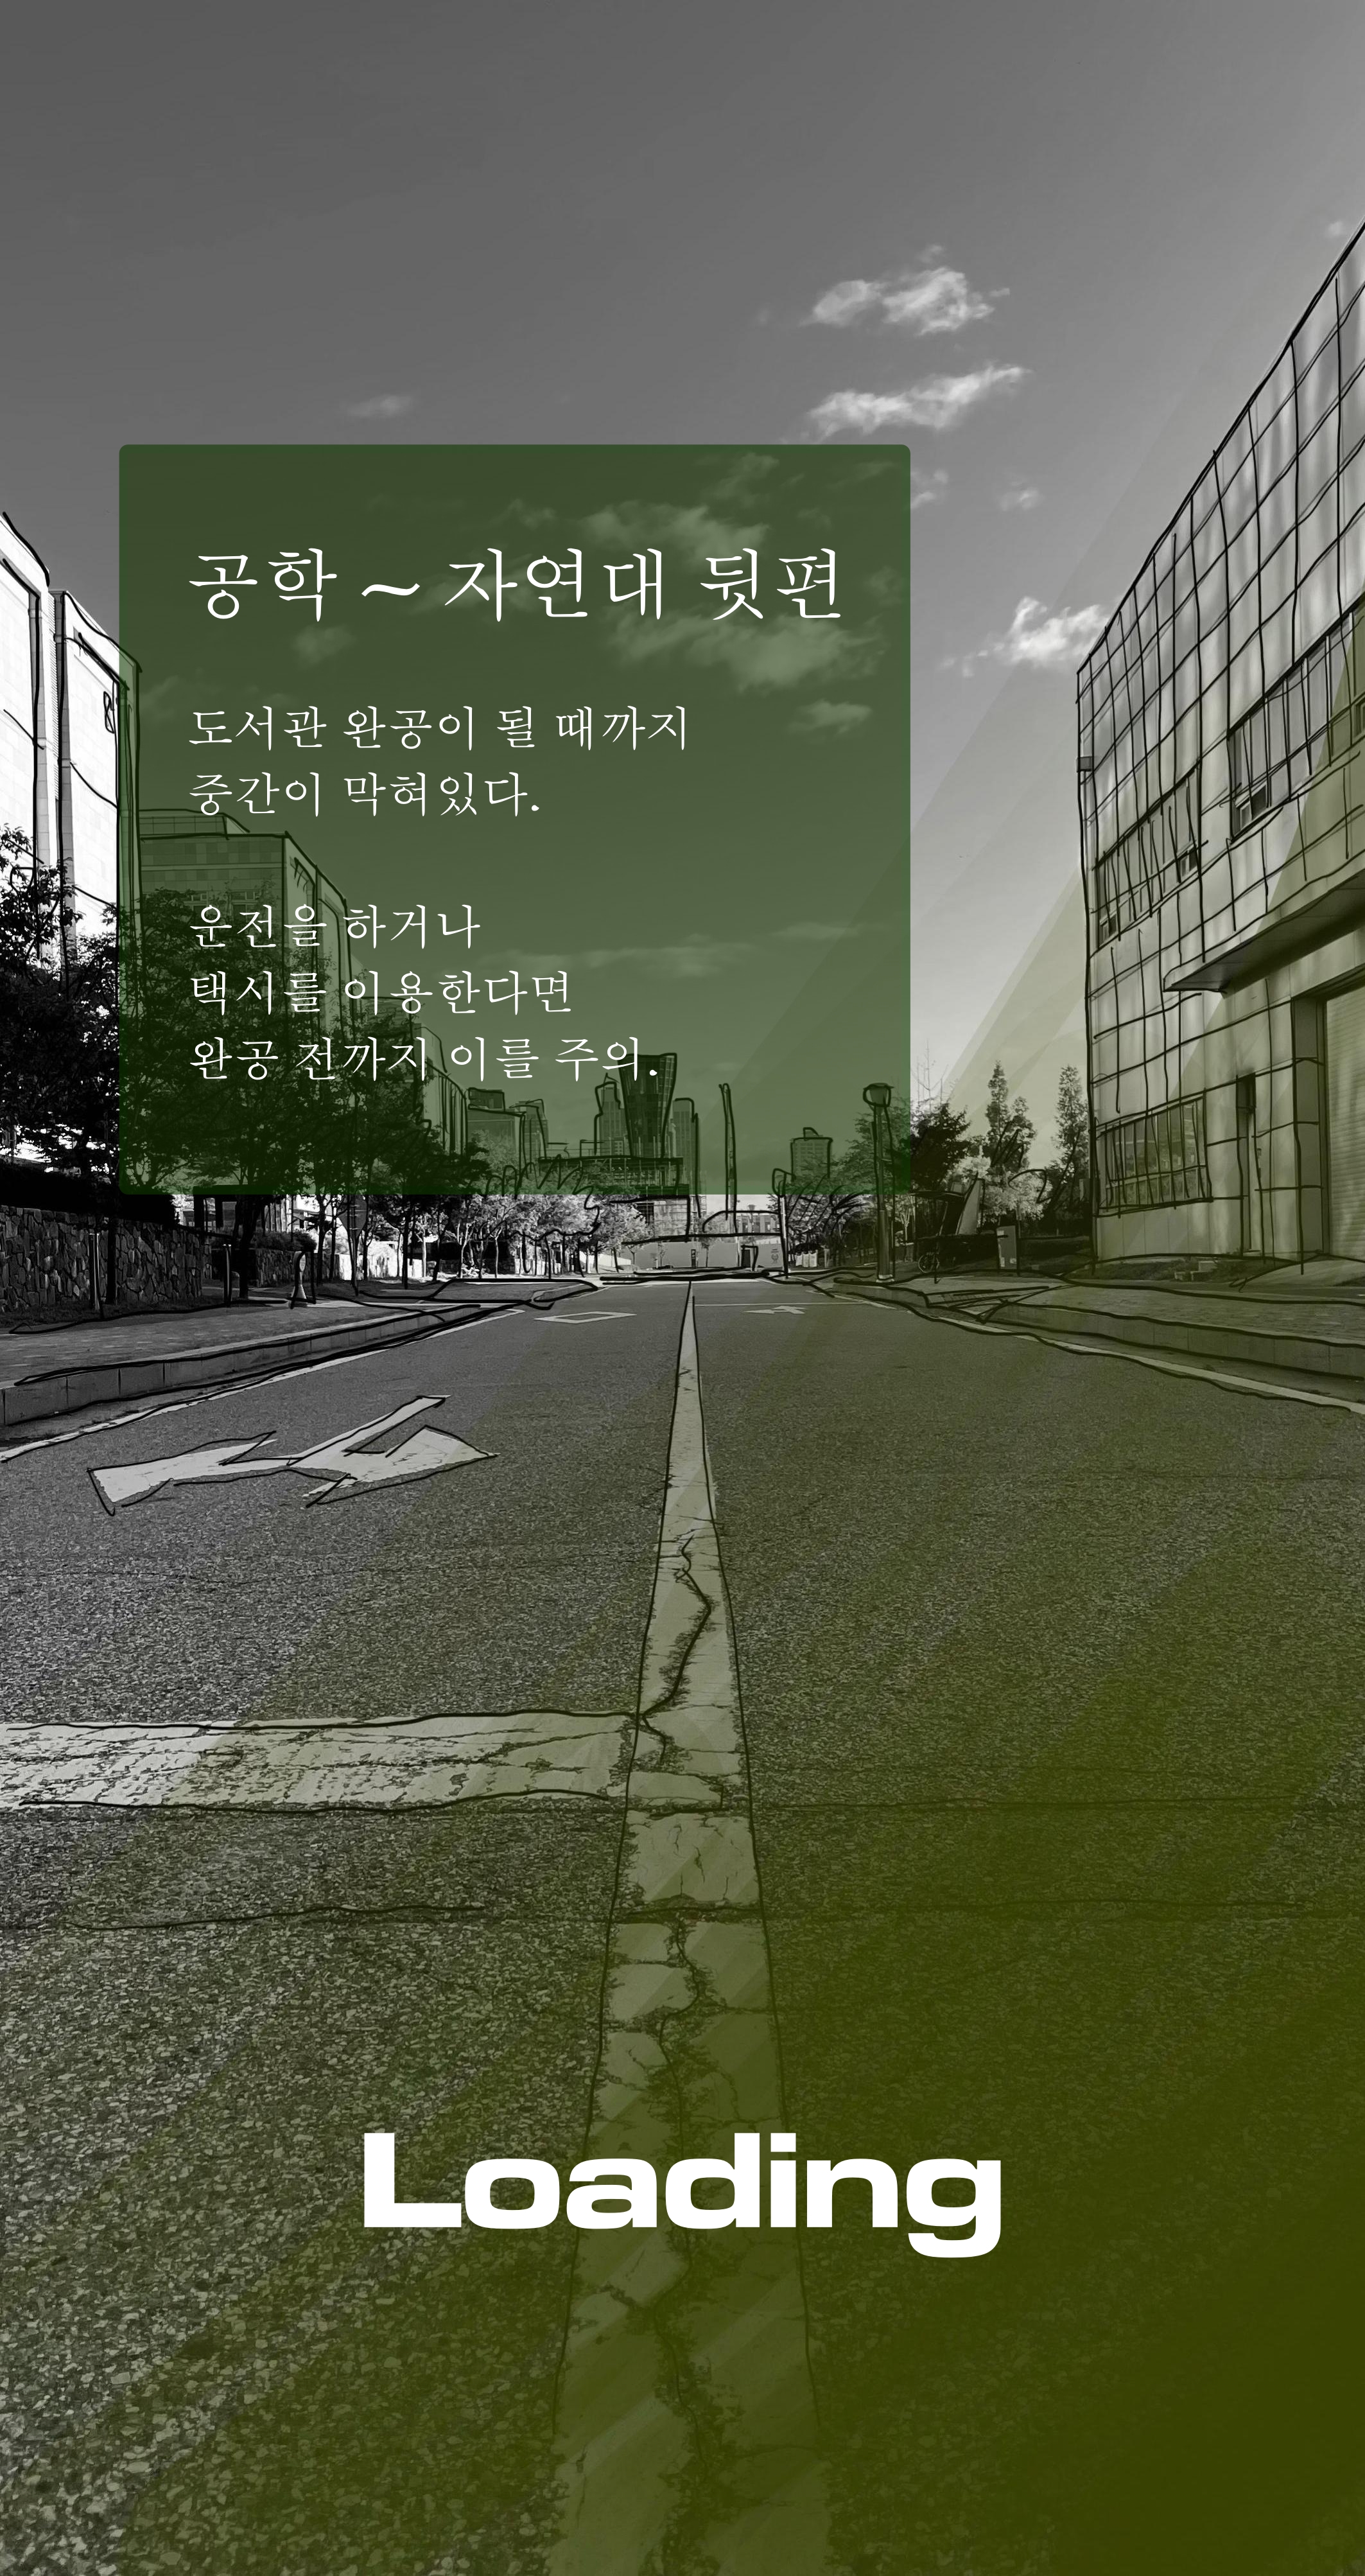 공학 ~ 자연대 뒷편
도서관 완공이 될 때까지
중간이 막혀있다.
운전을 하거나
택시를 이용한다면
완공 전까지 이를 주의.
Loading